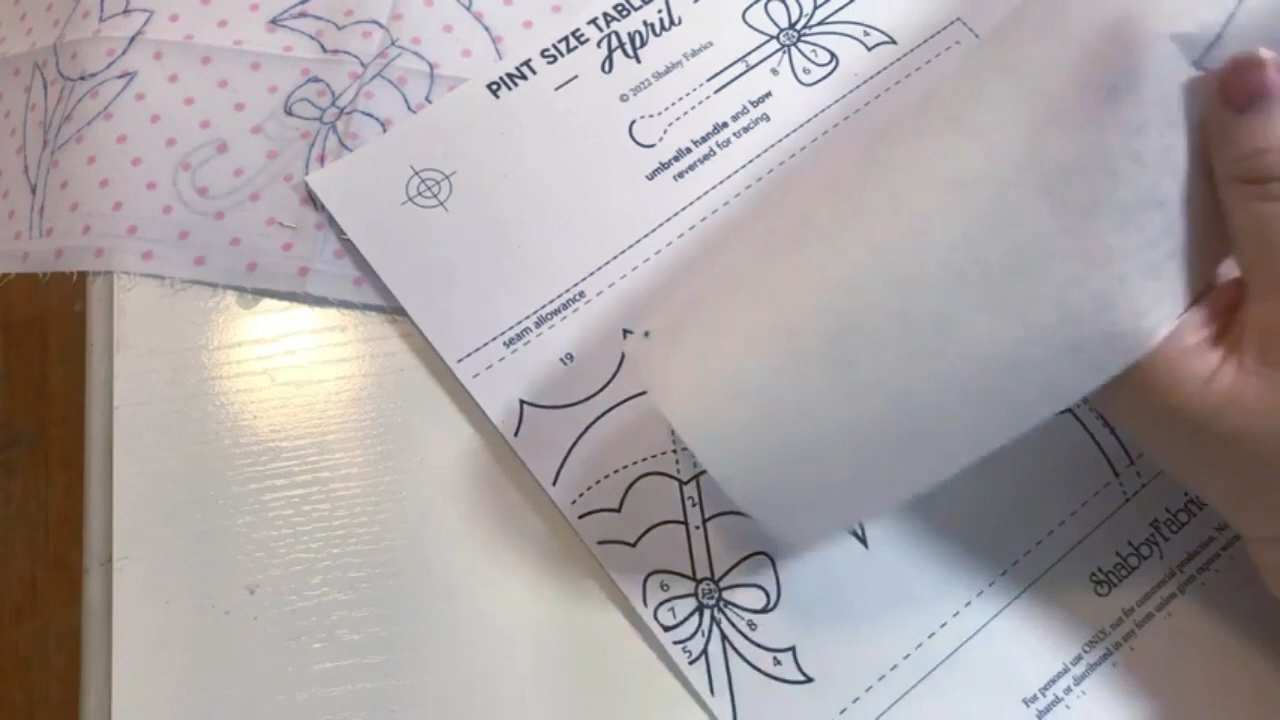 PINT SIZE TABLE
April
© 2022 Shabby Fabrics
2
8
6
7
4
umbrella handle and bow
reversed for tracing
seam allowance
19
2
6
7
5
8
4
ShabbyFabric
For personal use ONLY, not for commercial production. No
shared, or distributed in any form unless given express